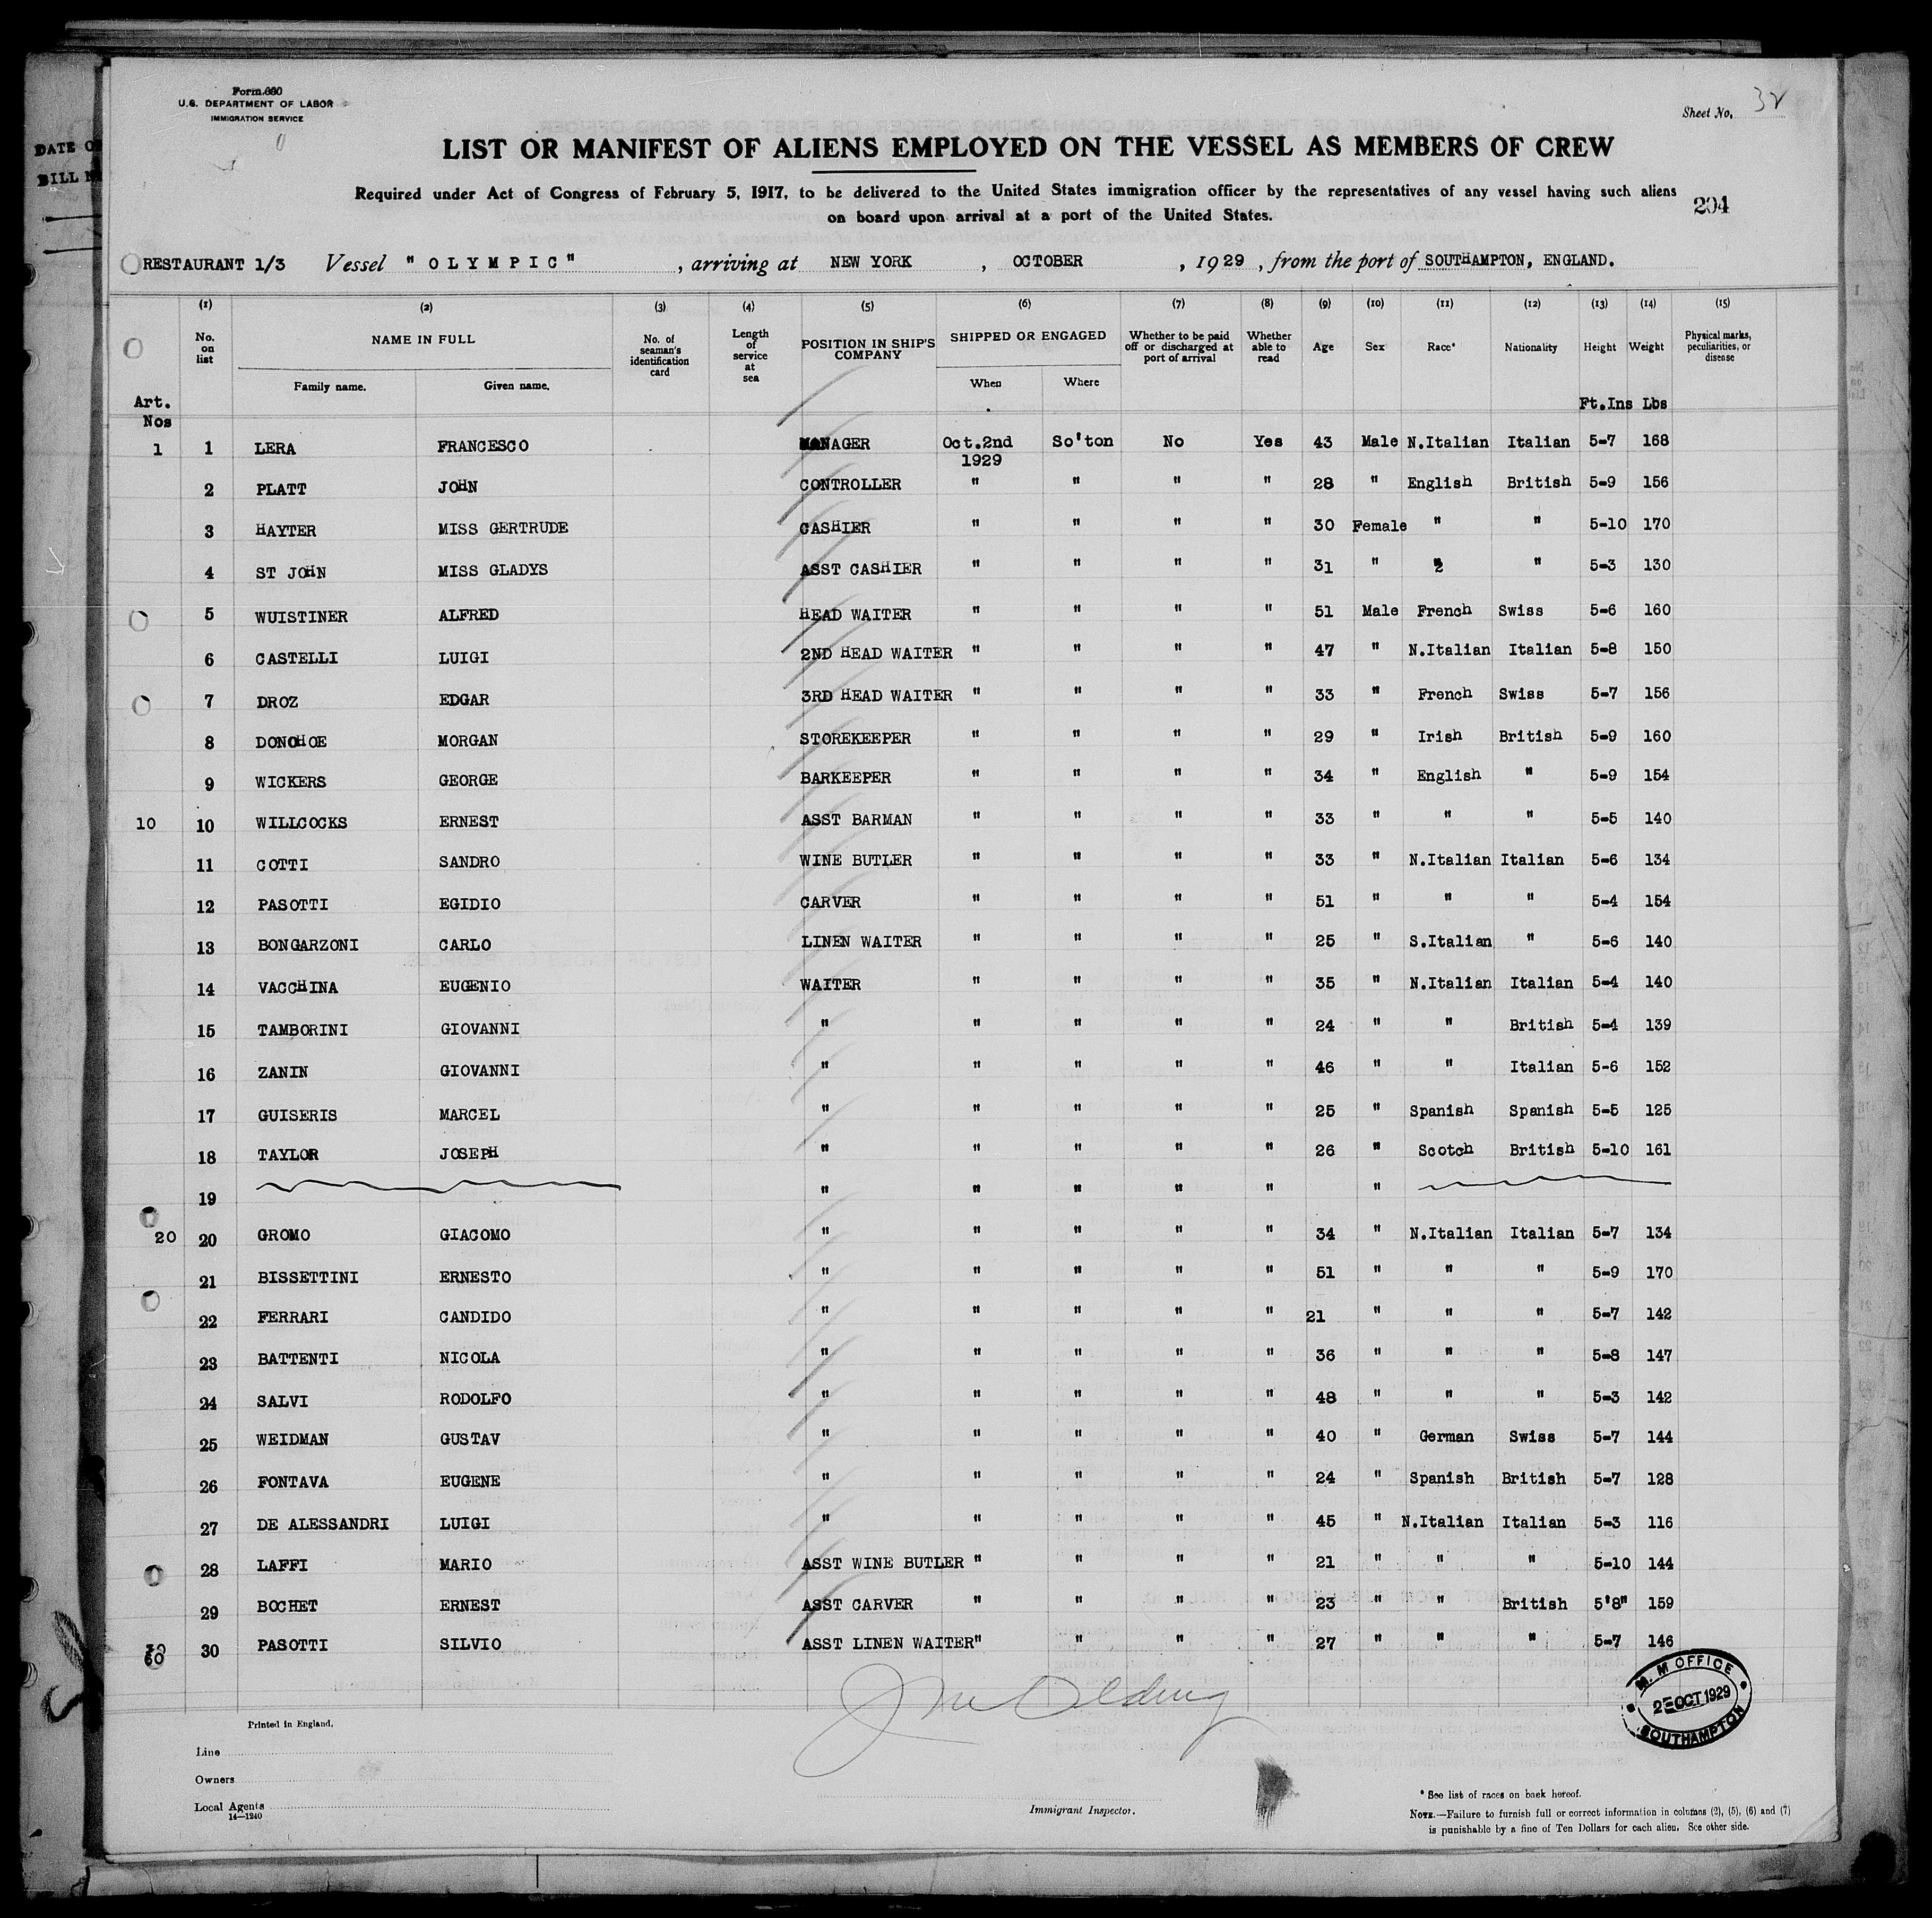 Form 680
U.S. DEPARTMENT OF LABOR
IMMIGRATION SERVICE
Sheet No. 32
DATE O
BILL N
LIST OR MANIFEST OF ALIENS EMPLOYED ON THE VESSEL AS MEMBERS OF CREW
Required under Act of Congress of February 5, 1917, to be delivered to the United States immigration officer by the representatives of any vessel having such aliens
on board upon arrival at a port of the United States.
204
RESTAURANT 1/3 Vessel "OLYMPIC", arriving at NEW YORK, OCTOBER, 1929, from the port of SOUTHAMPTON, ENGLAND.
(1) (2) (3) (4) (5) (6) (7) (8) (9) (10) (11) (12) (13) (14) (15)
No. on list NAME IN FULL Family name. Given name. No. of seaman's identification card Length of service at sea POSITION IN SHIP'S COMPANY SHIPPED OR ENGAGED When Where Whether to be paid off or discharged at port of arrival Whether able to read Age Sex Race* Nationality Height Weight Physical marks, peculiarities, or disease
Art. Nos Ft.Ins Lbs
1 1 LERA FRANCESCO MANAGER Oct.2nd 1929 So'ton No Yes 43 Male N.Italian Italian 5-7 168
2 PLATT JOHN CONTROLLER " " " " 28 " English British 5-9 156
3 HAYTER MISS GERTRUDE CASHIER " " " " 30 Female " " 5-10 170
4 ST JOHN MISS GLADYS ASST CASHIER " " " " 31 " " " 5-3 130
5 WUISTINER ALFRED HEAD WAITER " " " " 51 Male French Swiss 5-6 160
6 CASTELLI LUIGI 2ND HEAD WAITER " " " " 47 " N.Italian Italian 5-8 150
7 DROZ EDGAR 3RD HEAD WAITER " " " " 33 " French Swiss 5-7 156
8 DONOHOE MORGAN STOREKEEPER " " " " 29 " Irish British 5-9 160
9 WICKERS GEORGE BARKEEPER " " " " 34 " English " 5-9 154
10 10 WILLCOCKS ERNEST ASST BARMAN " " " " 33 " " " 5-5 140
11 COTTI SANDRO WINE BUTLER " " " " 33 " N.Italian Italian 5-6 134
12 PASOTTI EGIDIO CARVER " " " " 51 " " " 5-4 154
13 BONGARZONI CARLO LINEN WAITER " " " " 25 " S.Italian " 5-6 140
14 VACCHINA EUGENIO WAITER " " " " 35 " N.Italian Italian 5-4 140
15 TAMBORINI GIOVANNI " " " " " 24 " " British 5-4 139
16 ZANIN GIOVANNI " " " " " 46 " " Italian 5-6 152
17 GUISERIS MARCEL " " " " " 25 " Spanish Spanish 5-5 125
18 TAYLOR JOSEPH " " " " " 26 " Scotch British 5-10 161
19 " " " " " "
20 20 GROMO GIACOMO " " " " " 34 " N.Italian Italian 5-7 134
21 BISSETTINI ERNESTO " " " " " 51 " " " 5-9 170
22 FERRARI CANDIDO " " " " " 21 " " " 5-7 142
23 BATTENTI NICOLA " " " " " 36 " " " 5-8 147
24 SALVI RODOLFO " " " " " 48 " " " 5-3 142
25 WEIDMAN GUSTAV " " " " " 40 " German Swiss 5-7 144
26 FONTAVA EUGENE " " " " " 24 " Spanish British 5-7 128
27 DE ALESSANDRI LUIGI " " " " " 45 " N.Italian Italian 5-3 116
28 LAFFI MARIO ASST WINE BUTLER " " " " 21 " " " 5-10 144
29 BOCHET ERNEST ASST CARVER " " " " 23 " " British 5'8" 159
30 30 PASOTTI SILVIO ASST LINEN WAITER " " " " 27 " " " 5-7 146
M. M OFFICE
2 OCT 1929
SOUTHAMPTON
Printed in England.
Line
Owners
Local Agents
14—1240
Immigrant Inspector.
* See list of races on back hereof.
NOTE.—Failure to furnish full or correct information in columns (2), (5), (6) and (7)
is punishable by a fine of Ten Dollars for each alien. See other side.